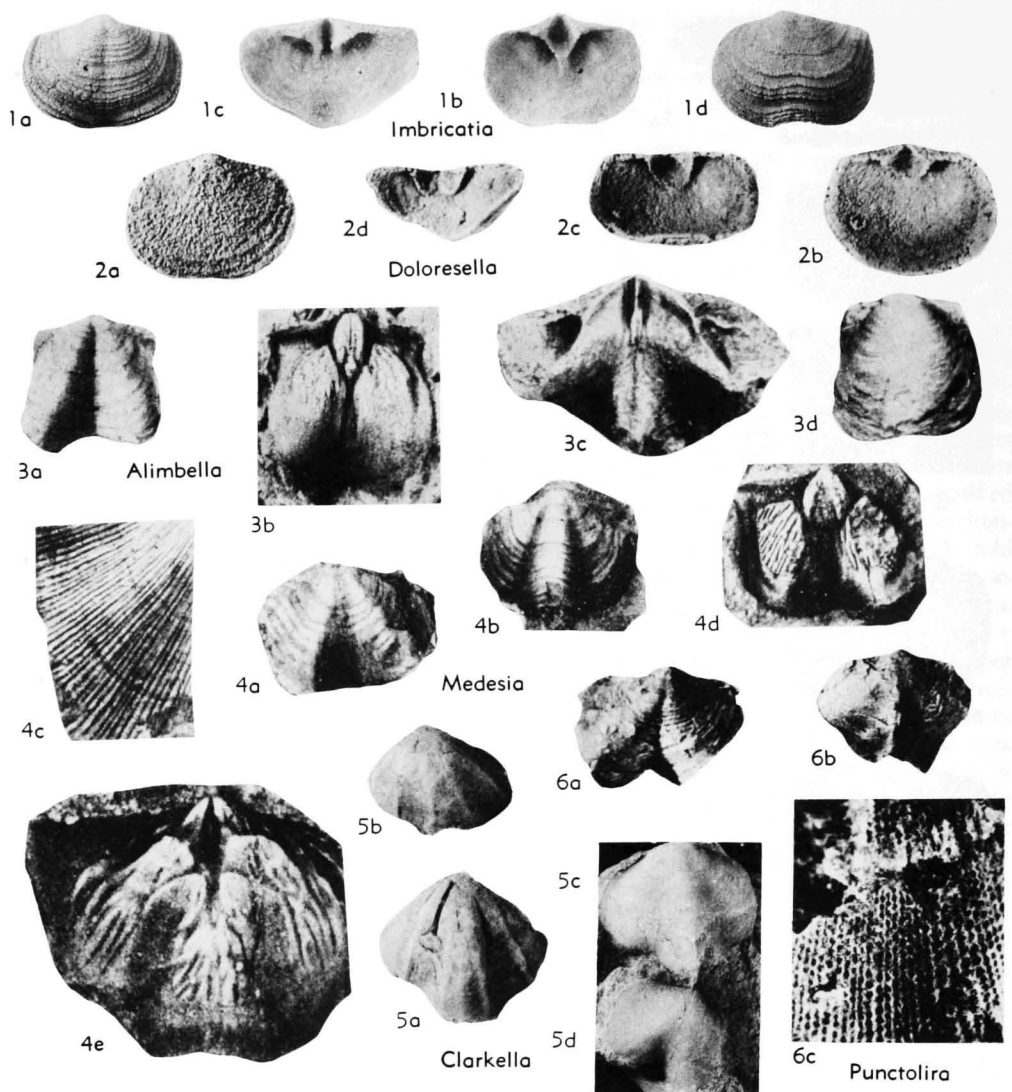 1a
1c
1b
1d
Imbricatia
2a
2d
2c
2b
Doloresella
3a
Alimbella
3b
3c
3d
4c
4a
Medesia
4b
4d
5b
6a
6b
4e
5a
Clarkella
5c
5d
6c
Punctolira